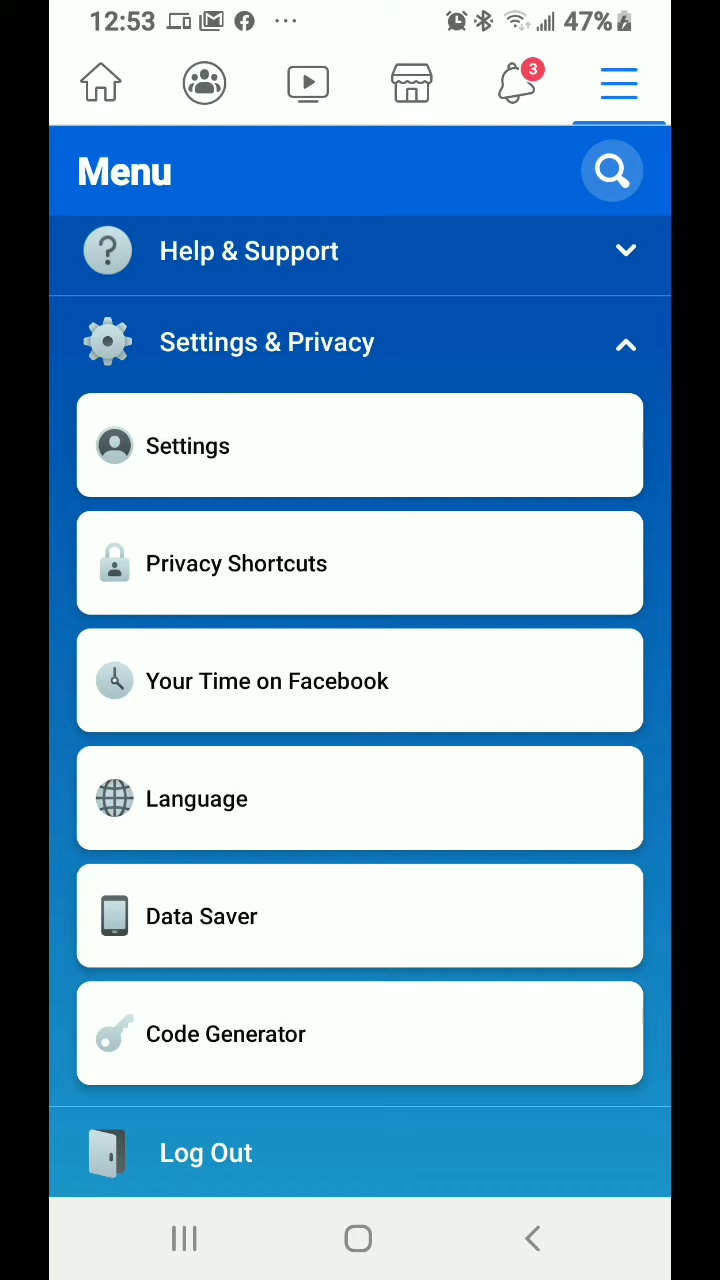 12:53 47%
3
Menu
Help & Support
Settings & Privacy
Settings
Privacy Shortcuts
Your Time on Facebook
Language
Data Saver
Code Generator
Log Out